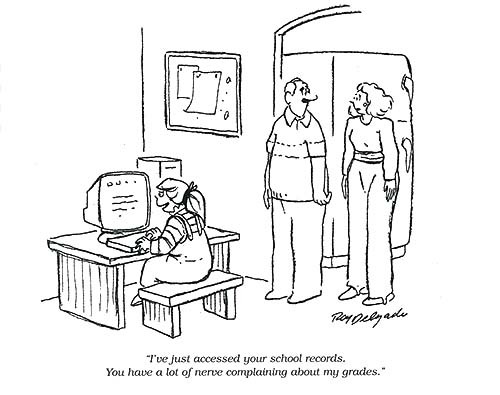 Roy Delgado
"I've just accessed your school records.
You have a lot of nerve complaining about my grades."